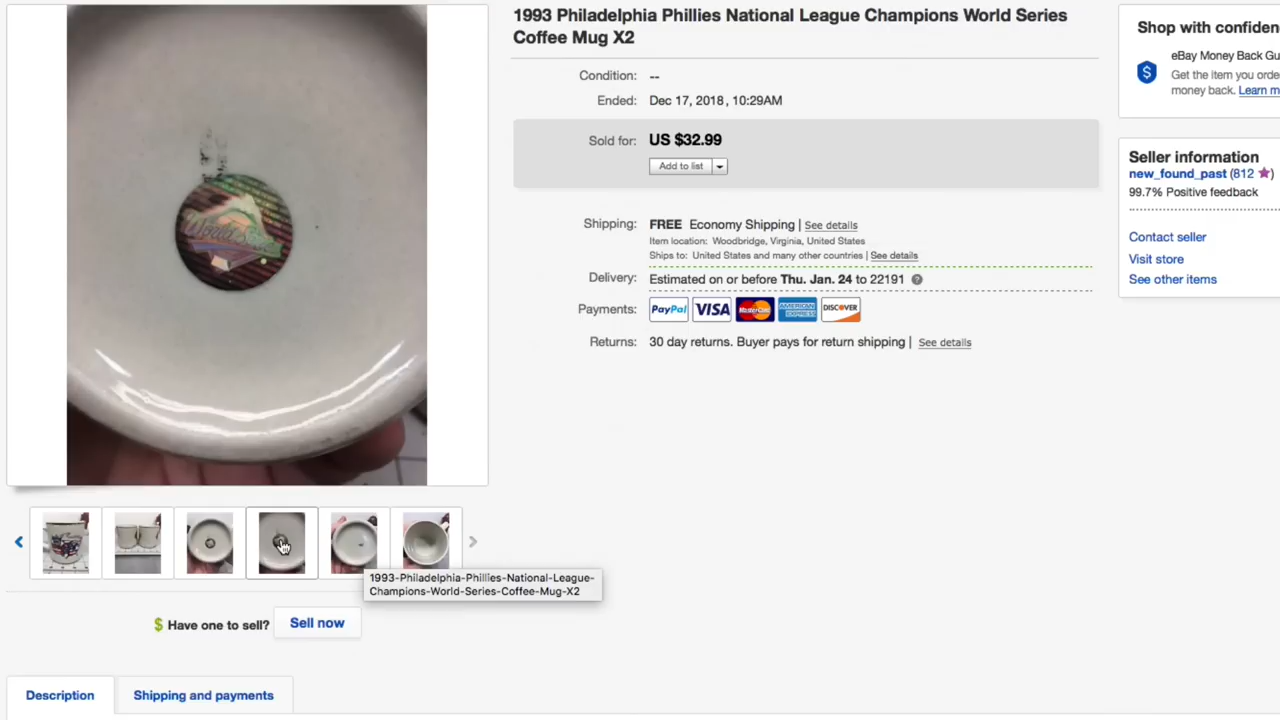 1993 Philadelphia Phillies National League Champions World Series
Coffee Mug X2
Condition: --
Ended: Dec 17, 2018 , 10:29AM
Sold for: US $32.99
Add to list
Shipping: FREE Economy Shipping | See details
Item location: Woodbridge, Virginia, United States
Ships to: United States and many other countries | See details
Delivery: Estimated on or before Thu. Jan. 24 to 22191
Payments: PayPal VISA MasterCard AMERICAN EXPRESS DISCOVER
Returns: 30 day returns. Buyer pays for return shipping | See details
Shop with confiden
eBay Money Back Gu
Get the item you orde
money back. Learn m
Seller information
new_found_past (812 ★)
99.7% Positive feedback
Contact seller
Visit store
See other items
World Series
1993-Philadelphia-Phillies-National-League-
Champions-World-Series-Coffee-Mug-X2
$ Have one to sell? Sell now
Description
Shipping and payments